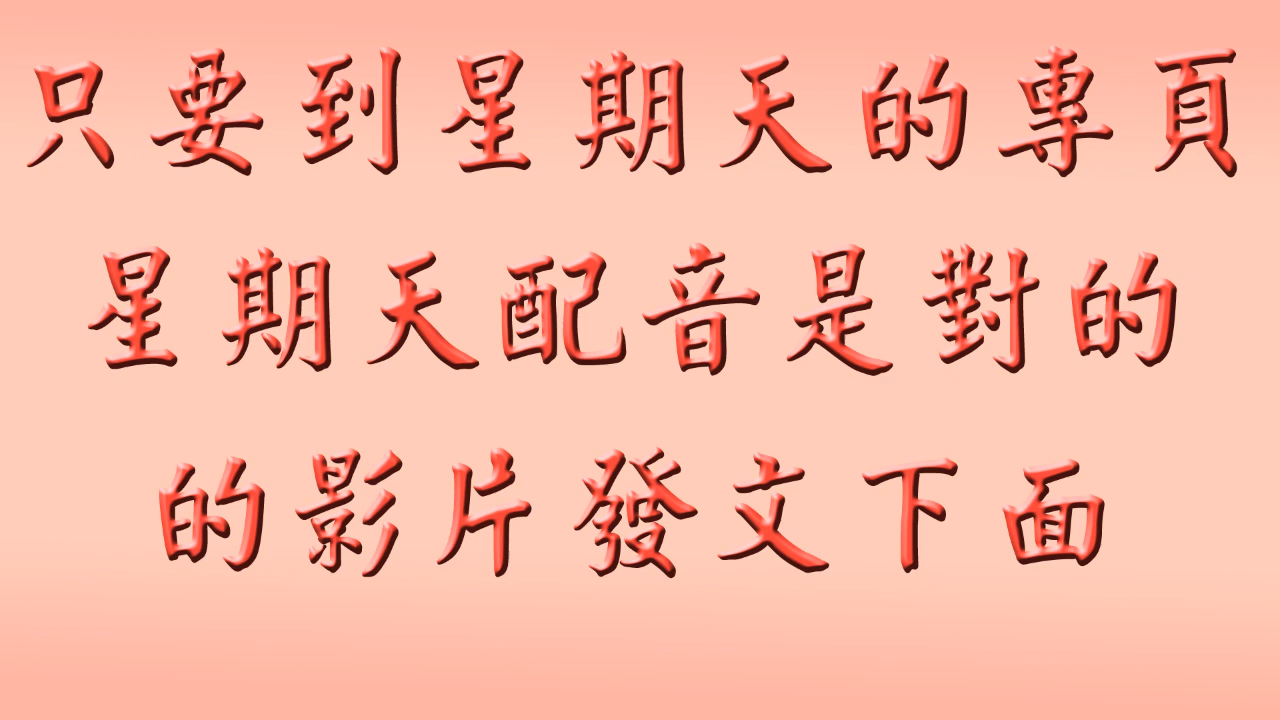 只要到星期天的專頁
星期天配音是對的
的影片發文下面